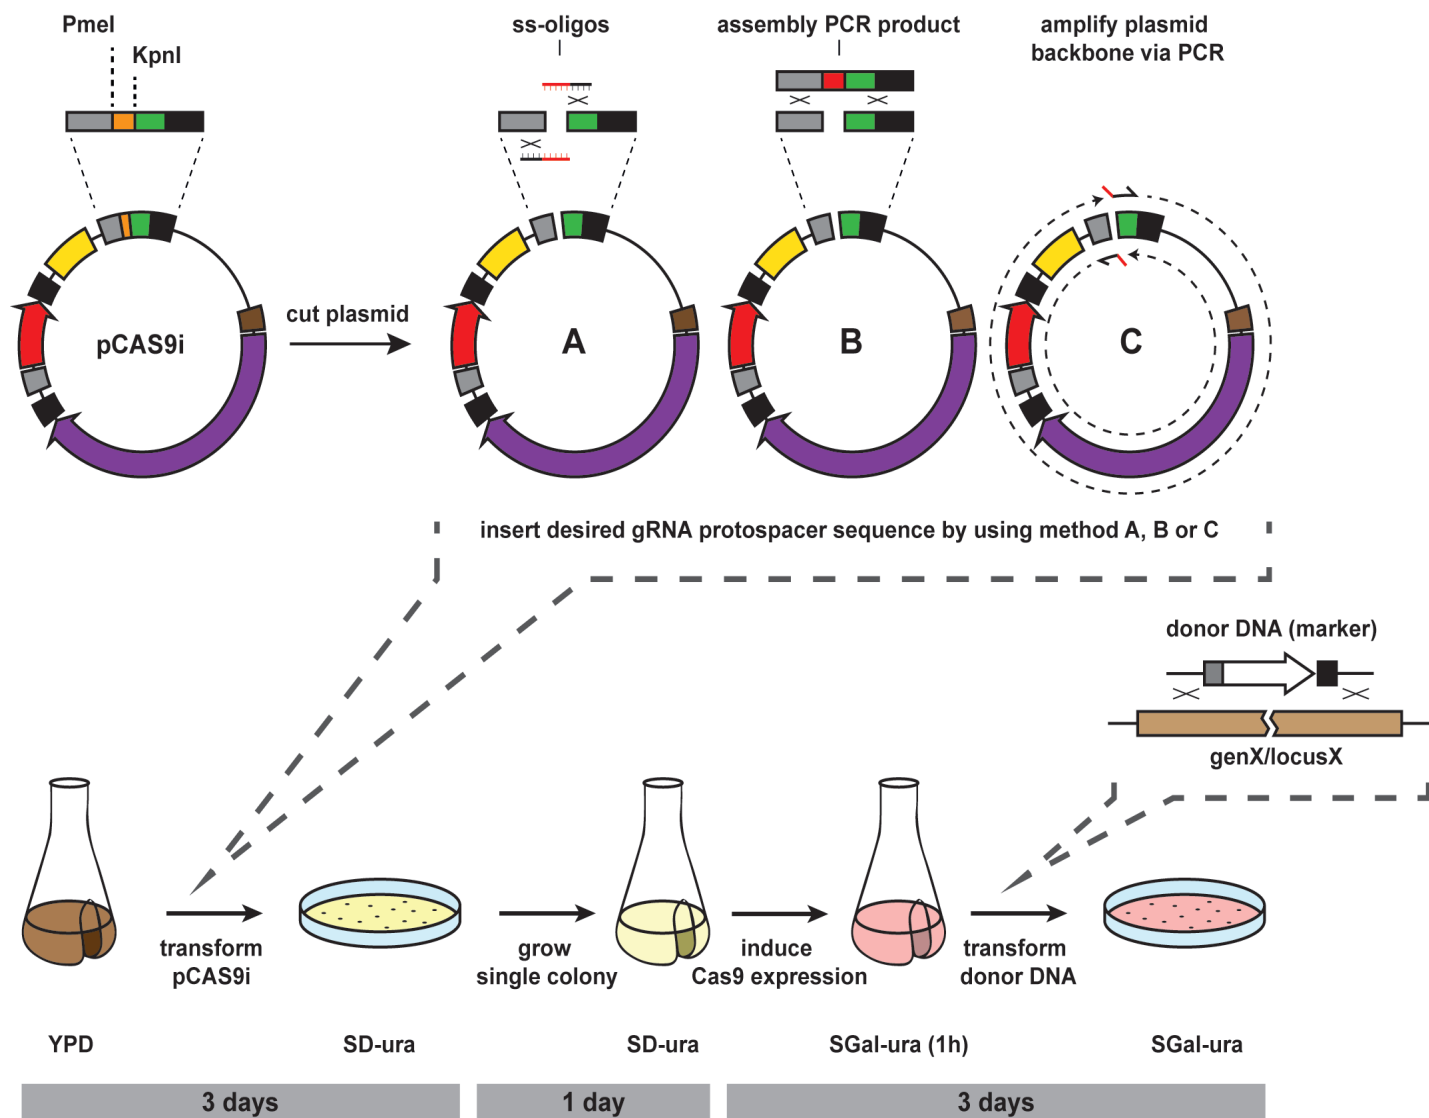 PmeI
KpnI
ss-oligos
assembly PCR product
amplify plasmid
backbone via PCR
pCAS9i
cut plasmid
A
B
C
insert desired gRNA protospacer sequence by using method A, B or C
donor DNA (marker)
genX/locusX
transform
pCAS9i
grow
single colony
induce
Cas9 expression
transform
donor DNA
YPD
SD-ura
SD-ura
SGal-ura (1h)
SGal-ura
3 days
1 day
3 days